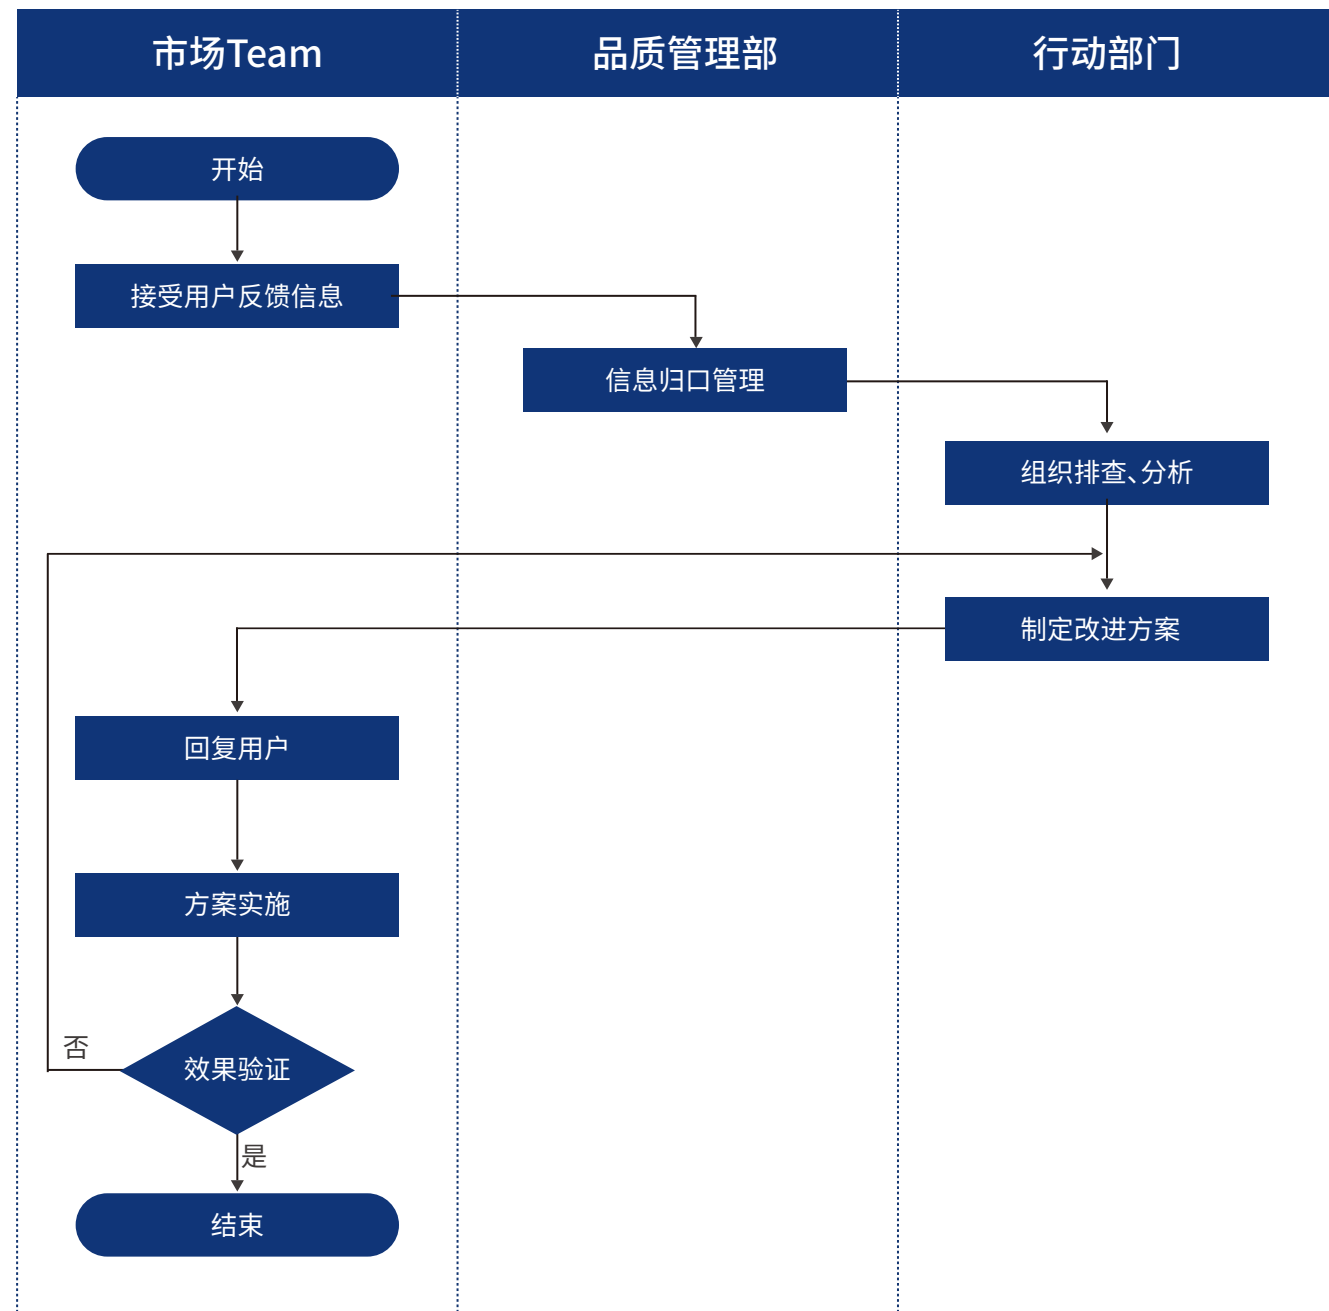 市场Team
品质管理部
行动部门
开始
接受用户反馈信息
信息归口管理
组织排查、分析
制定改进方案
回复用户
方案实施
效果验证
否
是
结束